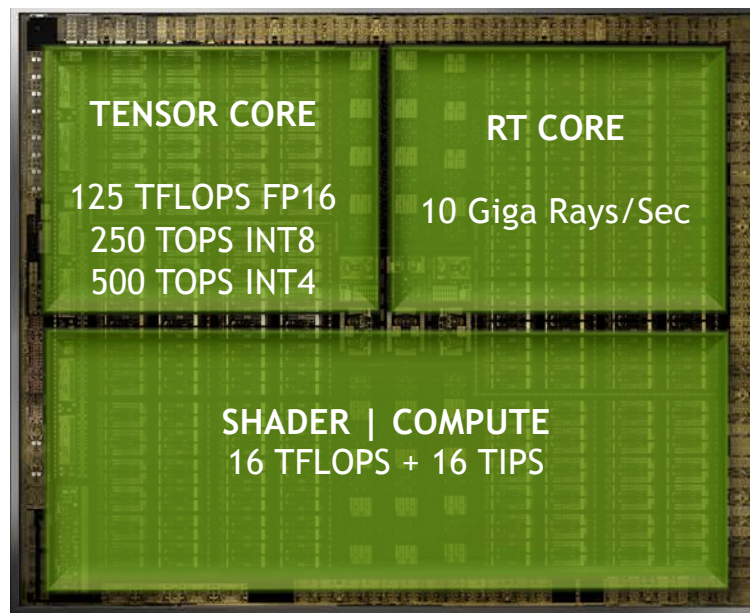 TENSOR CORE
125 TFLOPS FP16
250 TOPS INT8
500 TOPS INT4
RT CORE
10 Giga Rays/Sec
SHADER | COMPUTE
16 TFLOPS + 16 TIPS